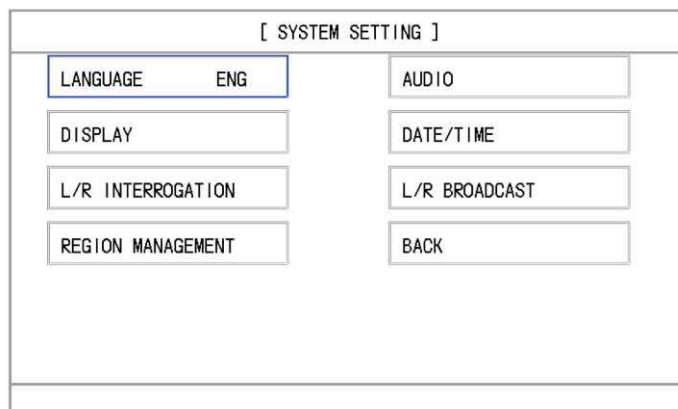 [ SYSTEM SETTING ]
LANGUAGE ENG
AUDIO
DISPLAY
DATE/TIME
L/R INTERROGATION
L/R BROADCAST
REGION MANAGEMENT
BACK